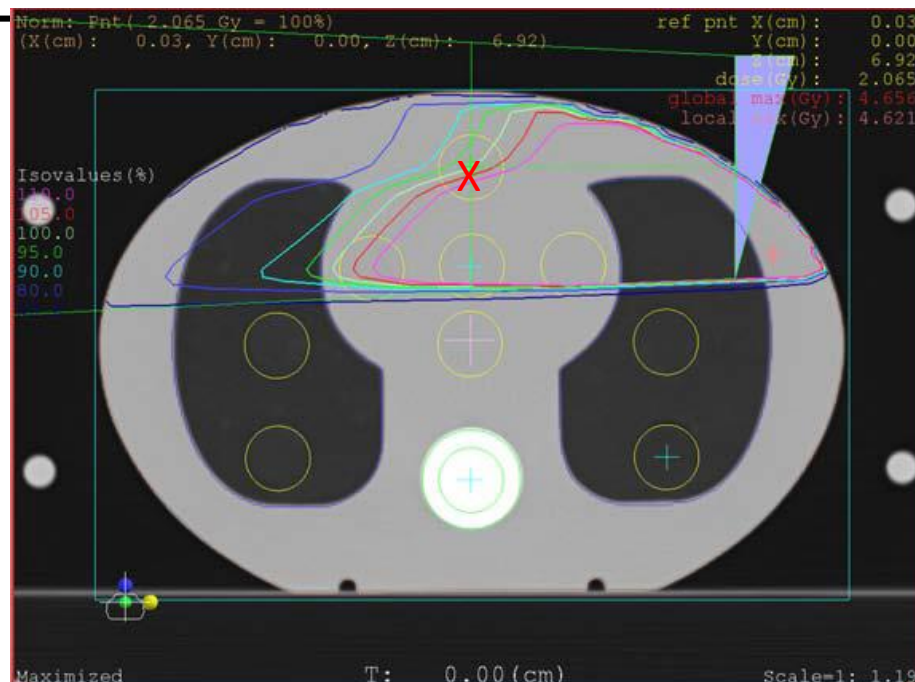 Norm: Pnt( 2.065 Gy = 100%)
(X(cm): 0.03, Y(cm): 0.00, Z(cm): 6.92)
ref pnt X(cm): 0.03
Y(cm): 0.00
Z(cm): 6.92
dose(Gy): 2.065
global max(Gy): 4.656
local max(Gy): 4.621
X
Isovalues(%)
110.0
105.0
100.0
95.0
90.0
80.0
Maximized
T: 0.00(cm)
Scale=1: 1.19